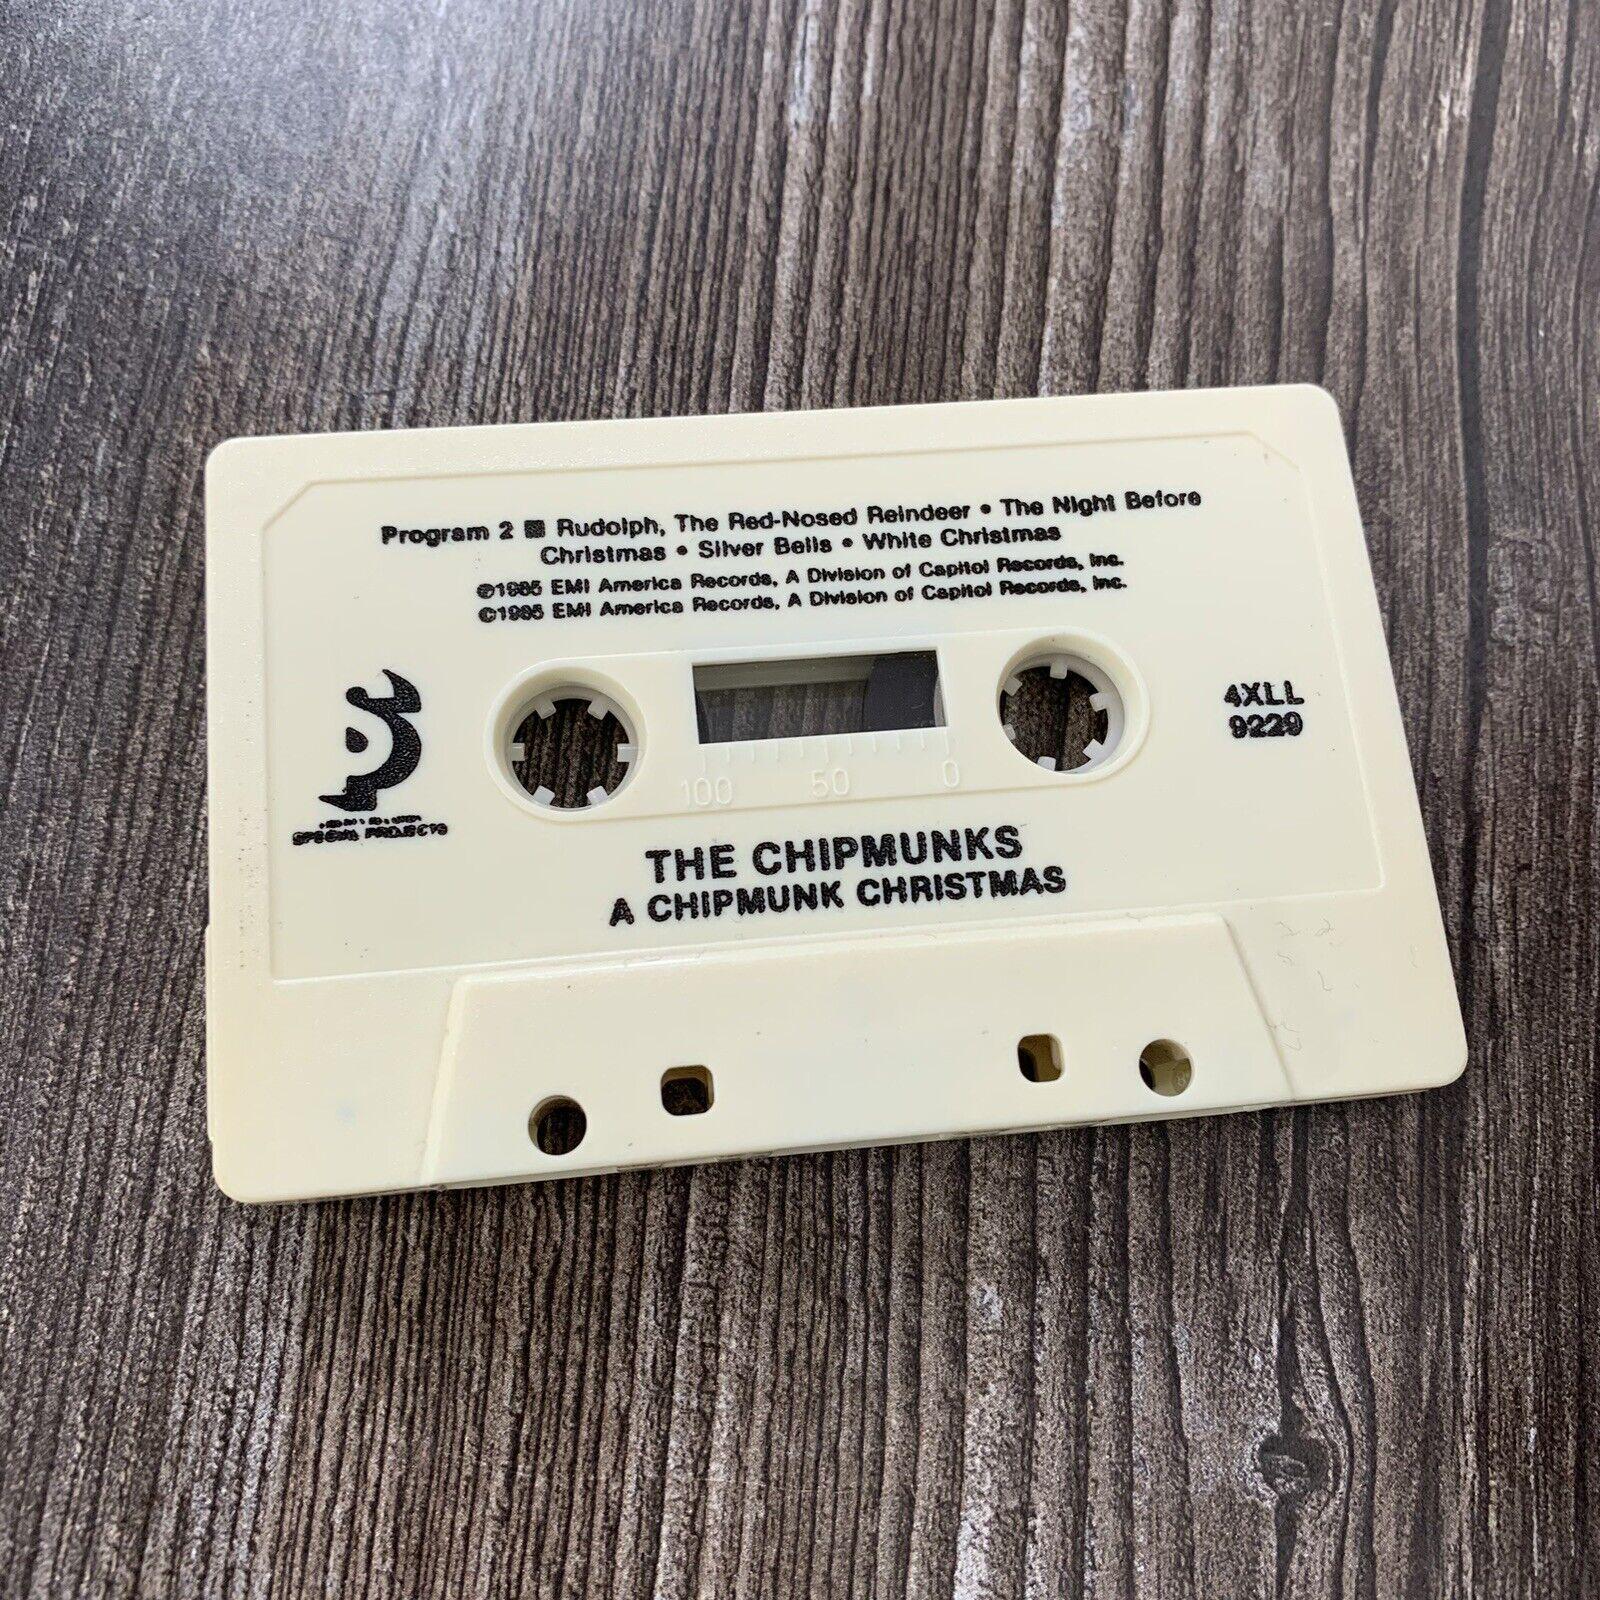 Program 2 ■ Rudolph, The Red-Nosed Reindeer • The Night Before
Christmas • Silver Bells • White Christmas
℗1985 EMI America Records, A Division of Capitol Records, Inc.
©1985 EMI America Records, A Division of Capitol Records, Inc.
4XLL
9229
100 50 0
SPECIAL PROJECTS
THE CHIPMUNKS
A CHIPMUNK CHRISTMAS